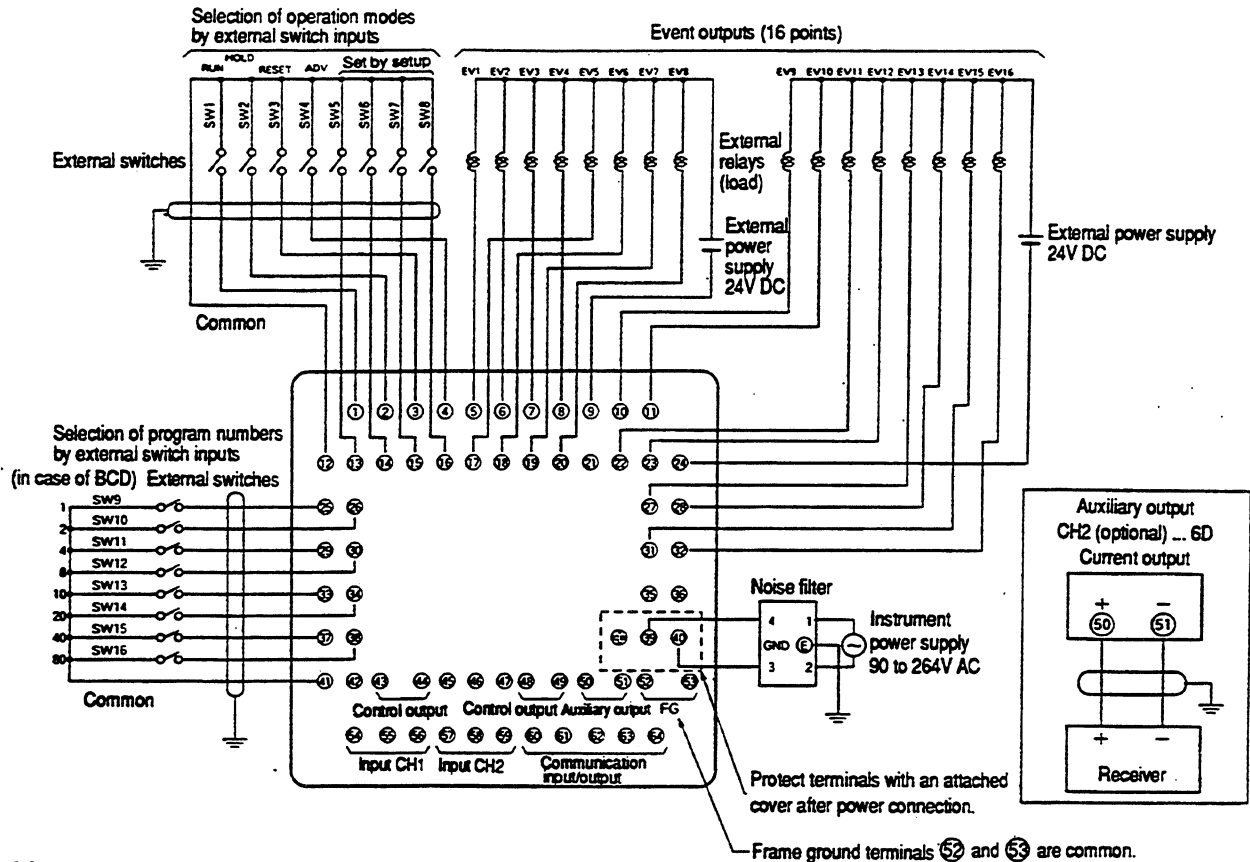 Selection of operation modes
by external switch inputs
Event outputs (16 points)
RUN HOLD RESET ADV Set by setup
EV1 EV2 EV3 EV4 EV5 EV6 EV7 EV8
EV9 EV10 EV11 EV12 EV13 EV14 EV15 EV16
SW1 SW2 SW3 SW4 SW5 SW6 SW7 SW8
External switches
External
relays
(load)
External
power
supply
24V DC
External power supply
24V DC
Common
1 2 3 4 5 6 7 8 9 10 11
12 13 14 15 16 17 18 19 20 21 22 23 24
Selection of program numbers
by external switch inputs
(in case of BCD) External switches
1 SW9
2 SW10
4 SW11
8 SW12
10 SW13
20 SW14
40 SW15
80 SW16
Common
25 26 27 28
29 30 31 32
33 34 35 36
37 38 39 40
41 42 43 44 45 46 47 48 49 50 51 52 53
Control output Control output Auxiliary output FG
54 55 56 57 58 59 60 61 62 63 64
Input CH1 Input CH2 Communication
input/output
Noise filter
4 1
GND E
3 2
Instrument
power supply
90 to 264V AC
Protect terminals with an attached
cover after power connection.
Frame ground terminals 52 and 53 are common.
Auxiliary output
CH2 (optional) ... 6D
Current output
+ −
50 51
+ −
Receiver